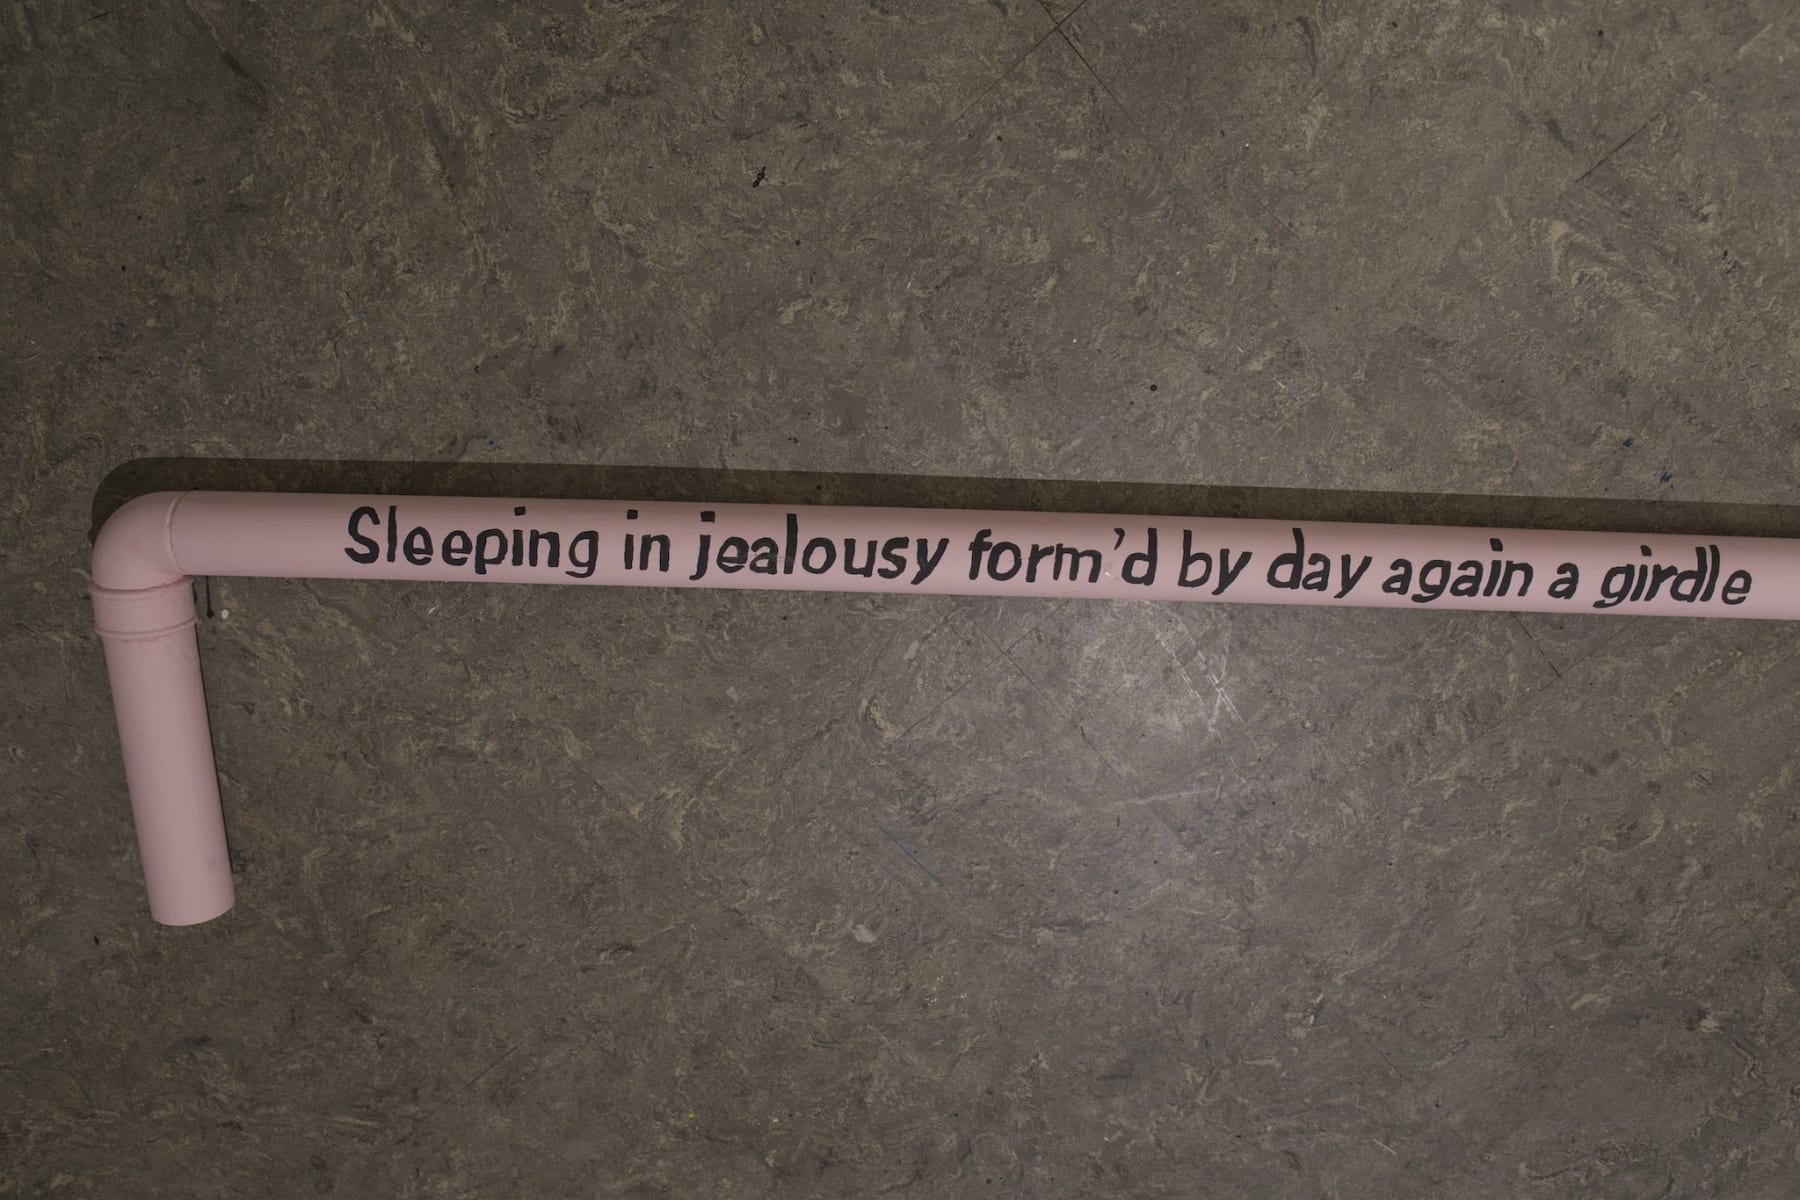 Sleeping in jealousy form'd by day again a girdle